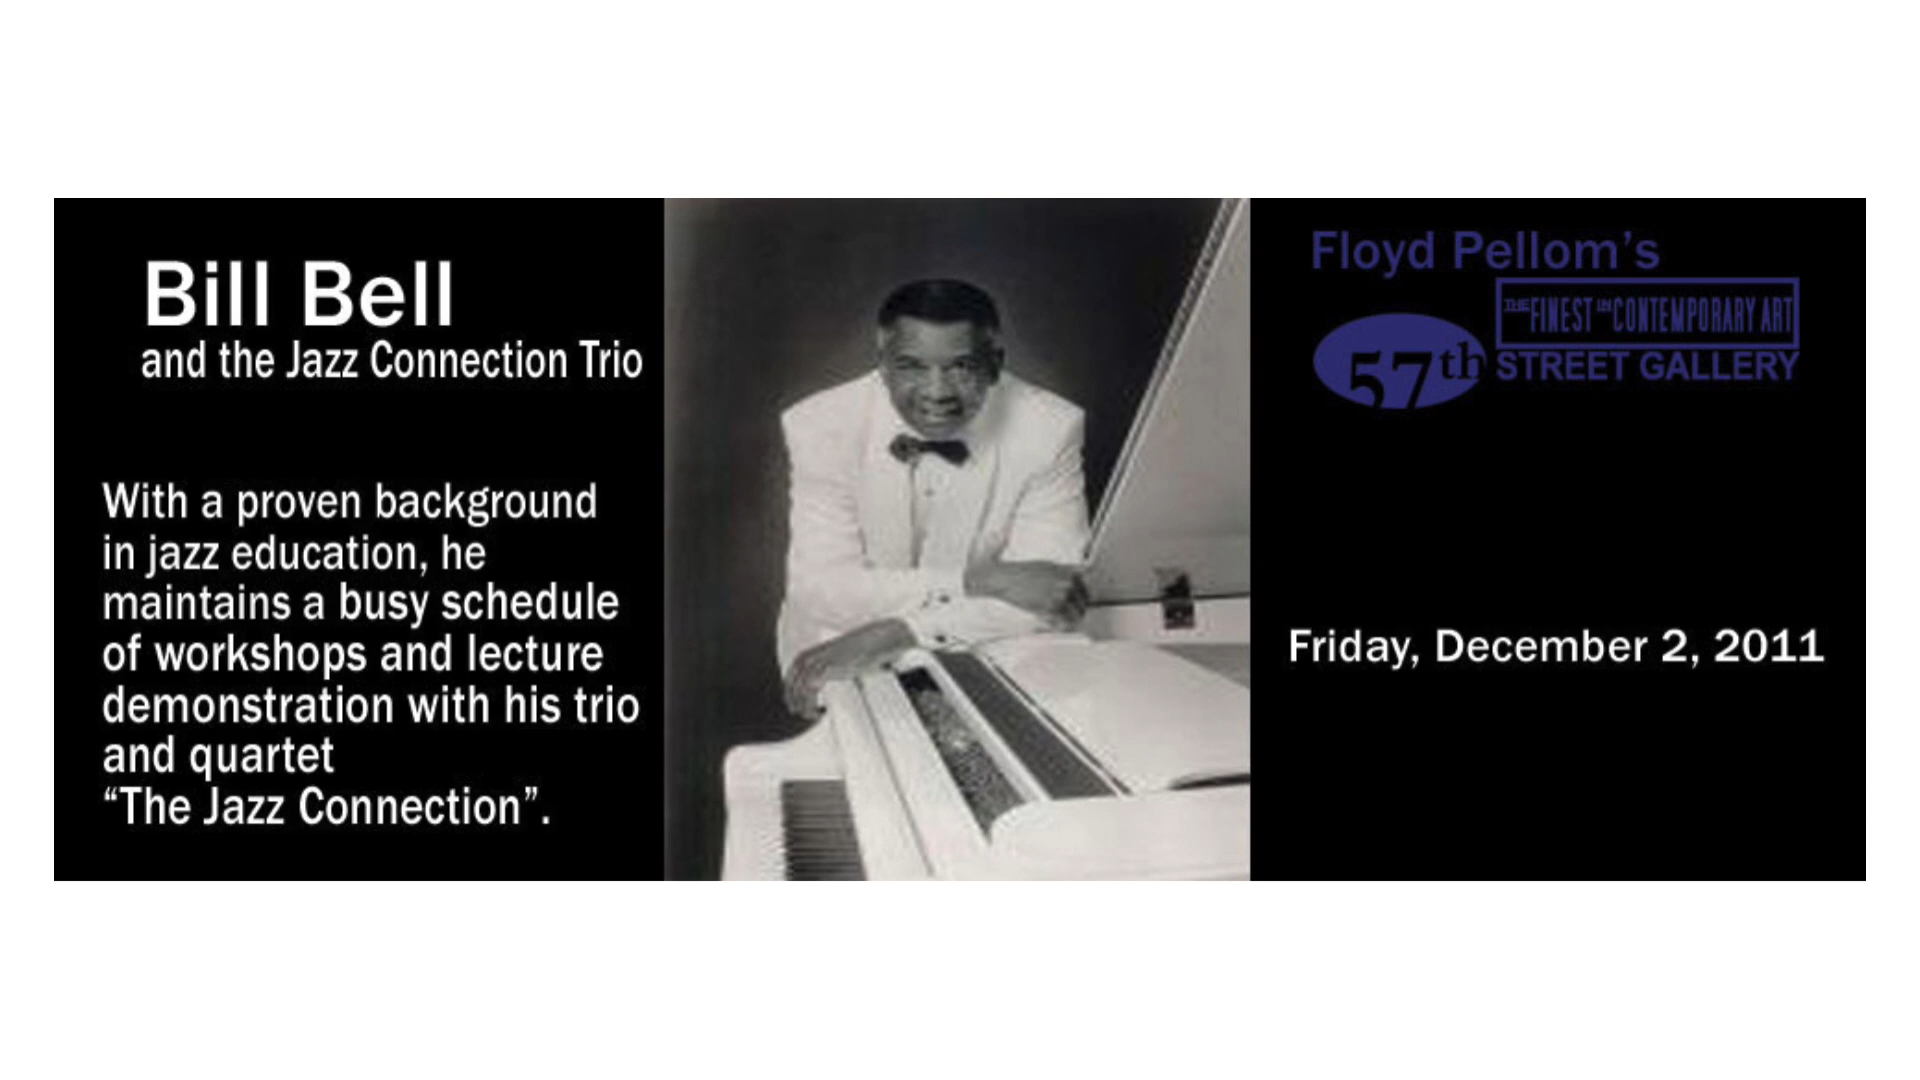 Bill Bell
and the Jazz Connection Trio
With a proven background
in jazz education, he
maintains a busy schedule
of workshops and lecture
demonstration with his trio
and quartet
“The Jazz Connection”.
Floyd Pellom’s
THE FINEST IN CONTEMPORARY ART
57th STREET GALLERY
Friday, December 2, 2011